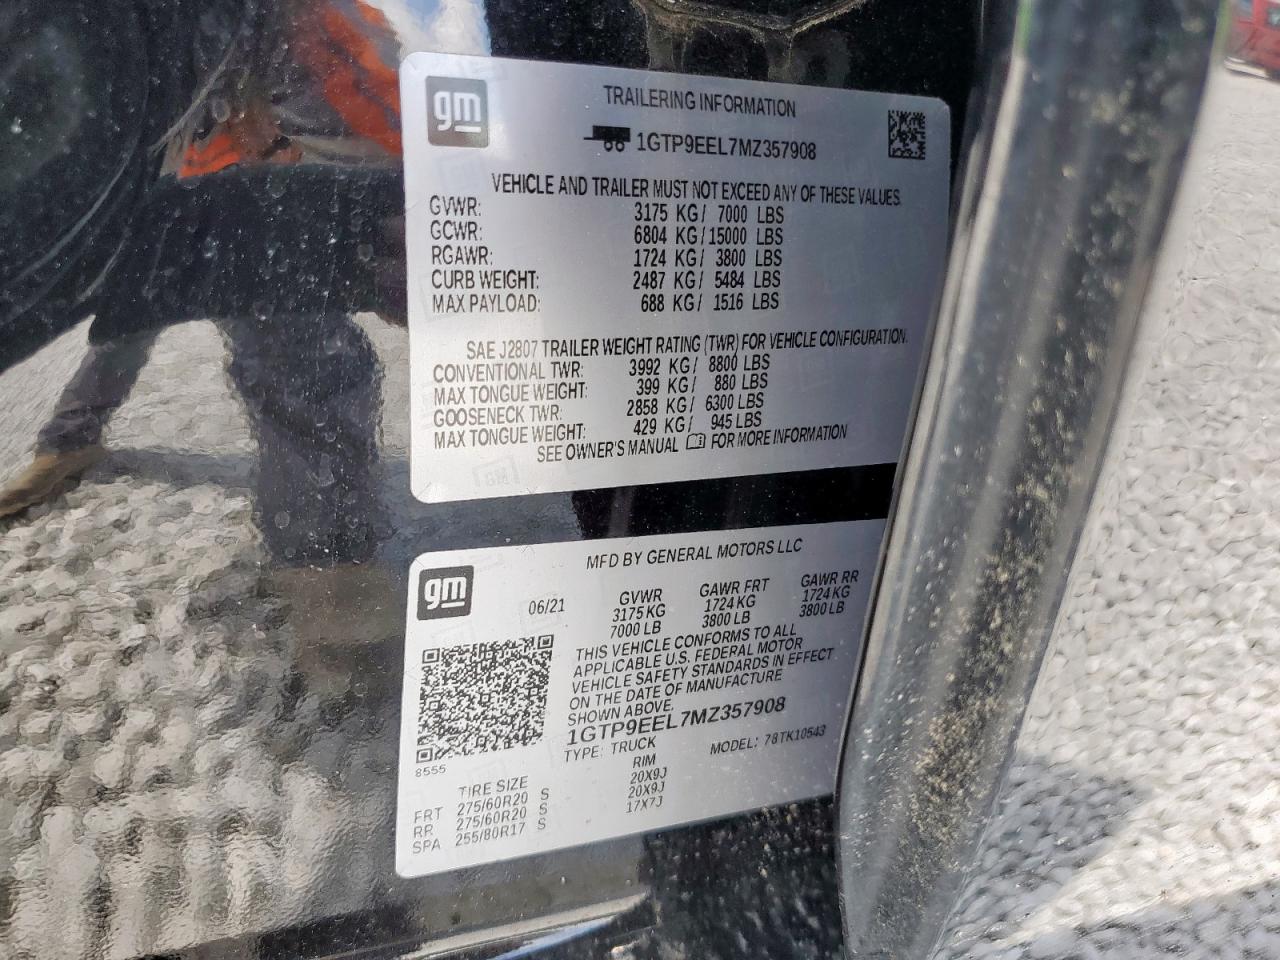 gm
TRAILERING INFORMATION
1GTP9EEL7MZ357908
VEHICLE AND TRAILER MUST NOT EXCEED ANY OF THESE VALUES.
GVWR: 3175 KG/ 7000 LBS
GCWR: 6804 KG/15000 LBS
RGAWR: 1724 KG/ 3800 LBS
CURB WEIGHT: 2487 KG/ 5484 LBS
MAX PAYLOAD: 688 KG/ 1516 LBS
SAE J2807 TRAILER WEIGHT RATING (TWR) FOR VEHICLE CONFIGURATION.
CONVENTIONAL TWR: 3992 KG/ 8800 LBS
MAX TONGUE WEIGHT: 399 KG/ 880 LBS
GOOSENECK TWR: 2858 KG/ 6300 LBS
MAX TONGUE WEIGHT: 429 KG/ 945 LBS
SEE OWNER'S MANUAL FOR MORE INFORMATION
gm
MFD BY GENERAL MOTORS LLC
06/21
GVWR GAWR FRT GAWR RR
3175 KG 1724 KG 1724 KG
7000 LB 3800 LB 3800 LB
THIS VEHICLE CONFORMS TO ALL
APPLICABLE U.S. FEDERAL MOTOR
VEHICLE SAFETY STANDARDS IN EFFECT
ON THE DATE OF MANUFACTURE
SHOWN ABOVE.
1GTP9EEL7MZ357908
TYPE: TRUCK MODEL: 78TK10543
8555
TIRE SIZE RIM
FRT 275/60R20 S 20X9J
RR 275/60R20 S 20X9J
SPA 255/80R17 S 17X7J